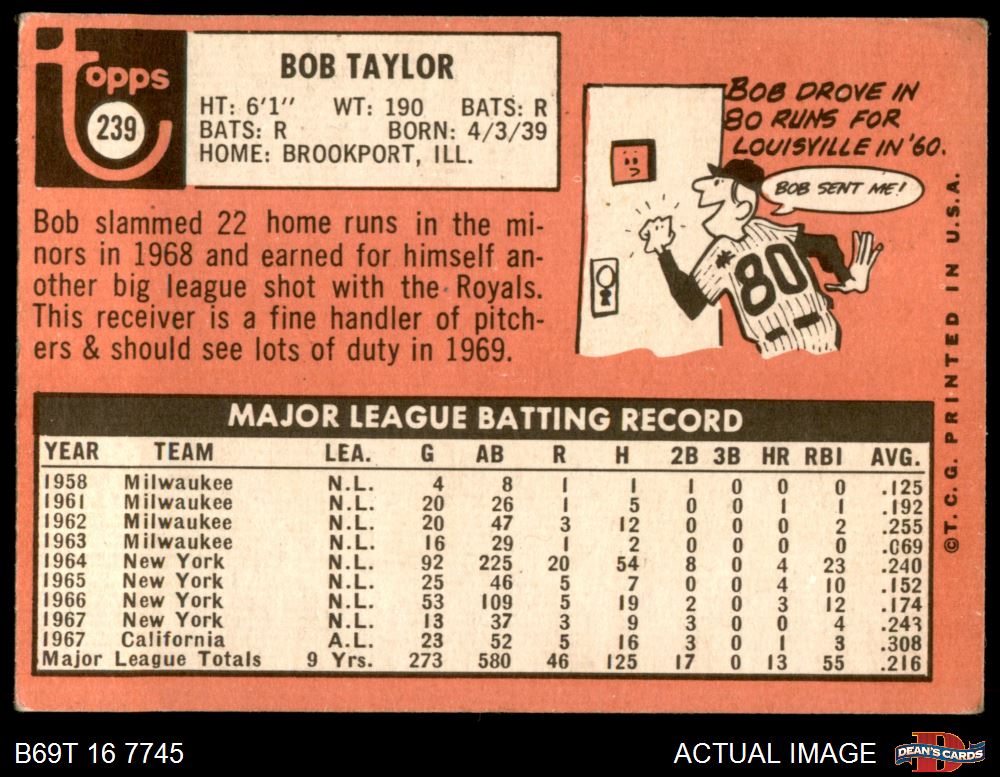 Topps
239
BOB TAYLOR
HT: 6'1" WT: 190 BATS: R
BATS: R BORN: 4/3/39
HOME: BROOKPORT, ILL.
BOB DROVE IN
80 RUNS FOR
LOUISVILLE IN '60.
BOB SENT ME!
80
Bob slammed 22 home runs in the mi-
nors in 1968 and earned for himself an-
other big league shot with the Royals.
This receiver is a fine handler of pitch-
ers & should see lots of duty in 1969.
MAJOR LEAGUE BATTING RECORD
YEAR TEAM LEA. G AB R H 2B 3B HR RBI AVG.
1958 Milwaukee N.L. 4 8 1 1 1 0 0 0 .125
1961 Milwaukee N.L. 20 26 1 5 0 0 1 1 .192
1962 Milwaukee N.L. 20 47 3 12 0 0 0 2 .255
1963 Milwaukee N.L. 16 29 1 2 0 0 0 0 .069
1964 New York N.L. 92 225 20 54 8 0 4 23 .240
1965 New York N.L. 25 46 5 7 0 0 4 10 .152
1966 New York N.L. 53 109 5 19 2 0 3 12 .174
1967 New York N.L. 13 37 3 9 3 0 0 4 .243
1967 California A.L. 23 52 5 16 3 0 1 3 .308
Major League Totals 9 Yrs. 273 580 46 125 17 0 13 55 .216
©T. C. G. PRINTED IN U.S.A.
B69T 16 7745
ACTUAL IMAGE
DEAN'S CARDS